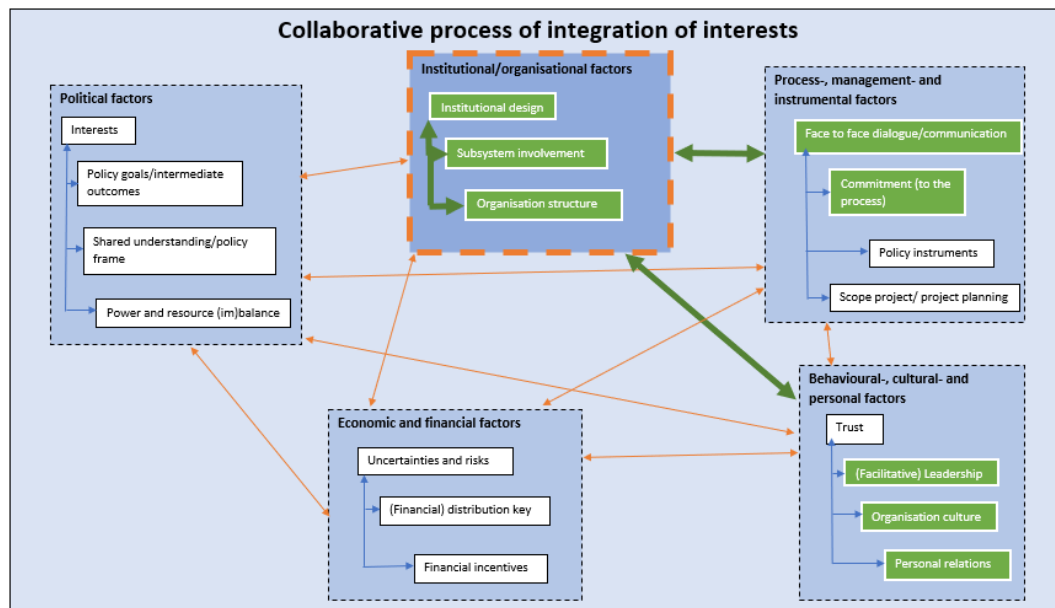 Collaborative process of integration of interests
Political factors
Interests
Policy goals/intermediate
outcomes
Shared understanding/policy
frame
Power and resource (im)balance
Institutional/organisational factors
Institutional design
Subsystem involvement
Organisation structure
Process-, management- and
instrumental factors
Face to face dialogue/communication
Commitment (to the
process)
Policy instruments
Scope project/ project planning
Economic and financial factors
Uncertainties and risks
(Financial) distribution key
Financial incentives
Behavioural-, cultural- and
personal factors
Trust
(Facilitative) Leadership
Organisation culture
Personal relations